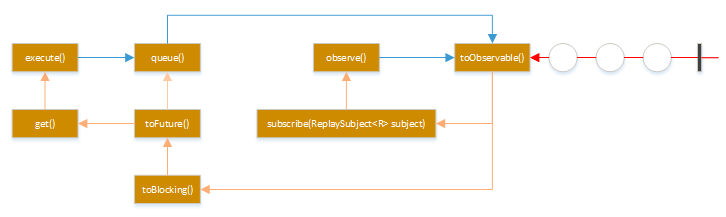 execute()
queue()
observe()
toObservable()
get()
toFuture()
subscribe(ReplaySubject<R> subject)
toBlocking()